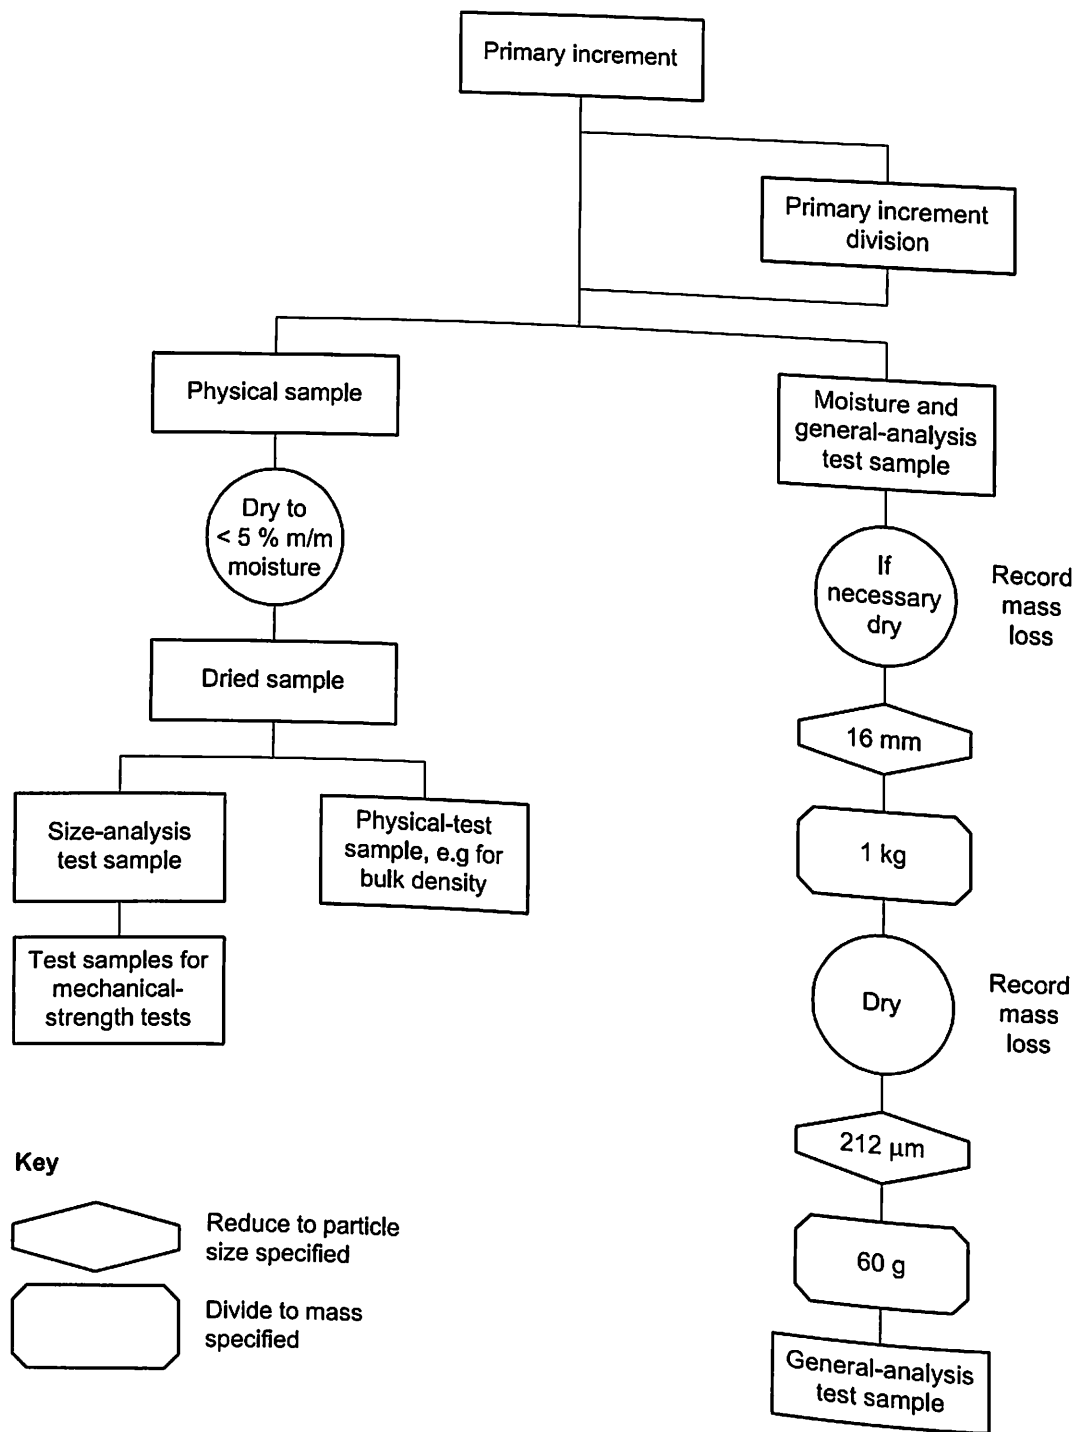 Primary increment
Primary increment
division
Physical sample
Moisture and
general-analysis
test sample
Dry to
< 5 % m/m
moisture
If
necessary
dry
Record
mass
loss
Dried sample
16 mm
Size-analysis
test sample
Physical-test
sample, e.g for
bulk density
1 kg
Test samples for
mechanical-
strength tests
Dry
Record
mass
loss
212 μm
Key
Reduce to particle
size specified
60 g
Divide to mass
specified
General-analysis
test sample